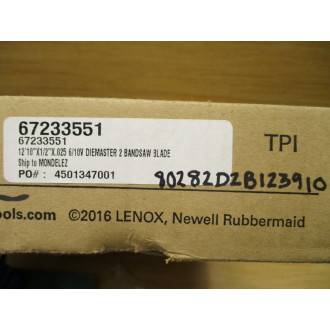 67233551
67233551
12'10"X1/2"X.025 6/10V DIEMASTER 2 BANDSAW BLADE
Ship to MONDELEZ
PO# : 4501347001
TPI
80282D2B123910
ools.com ©2016 LENOX, Newell Rubbermaid